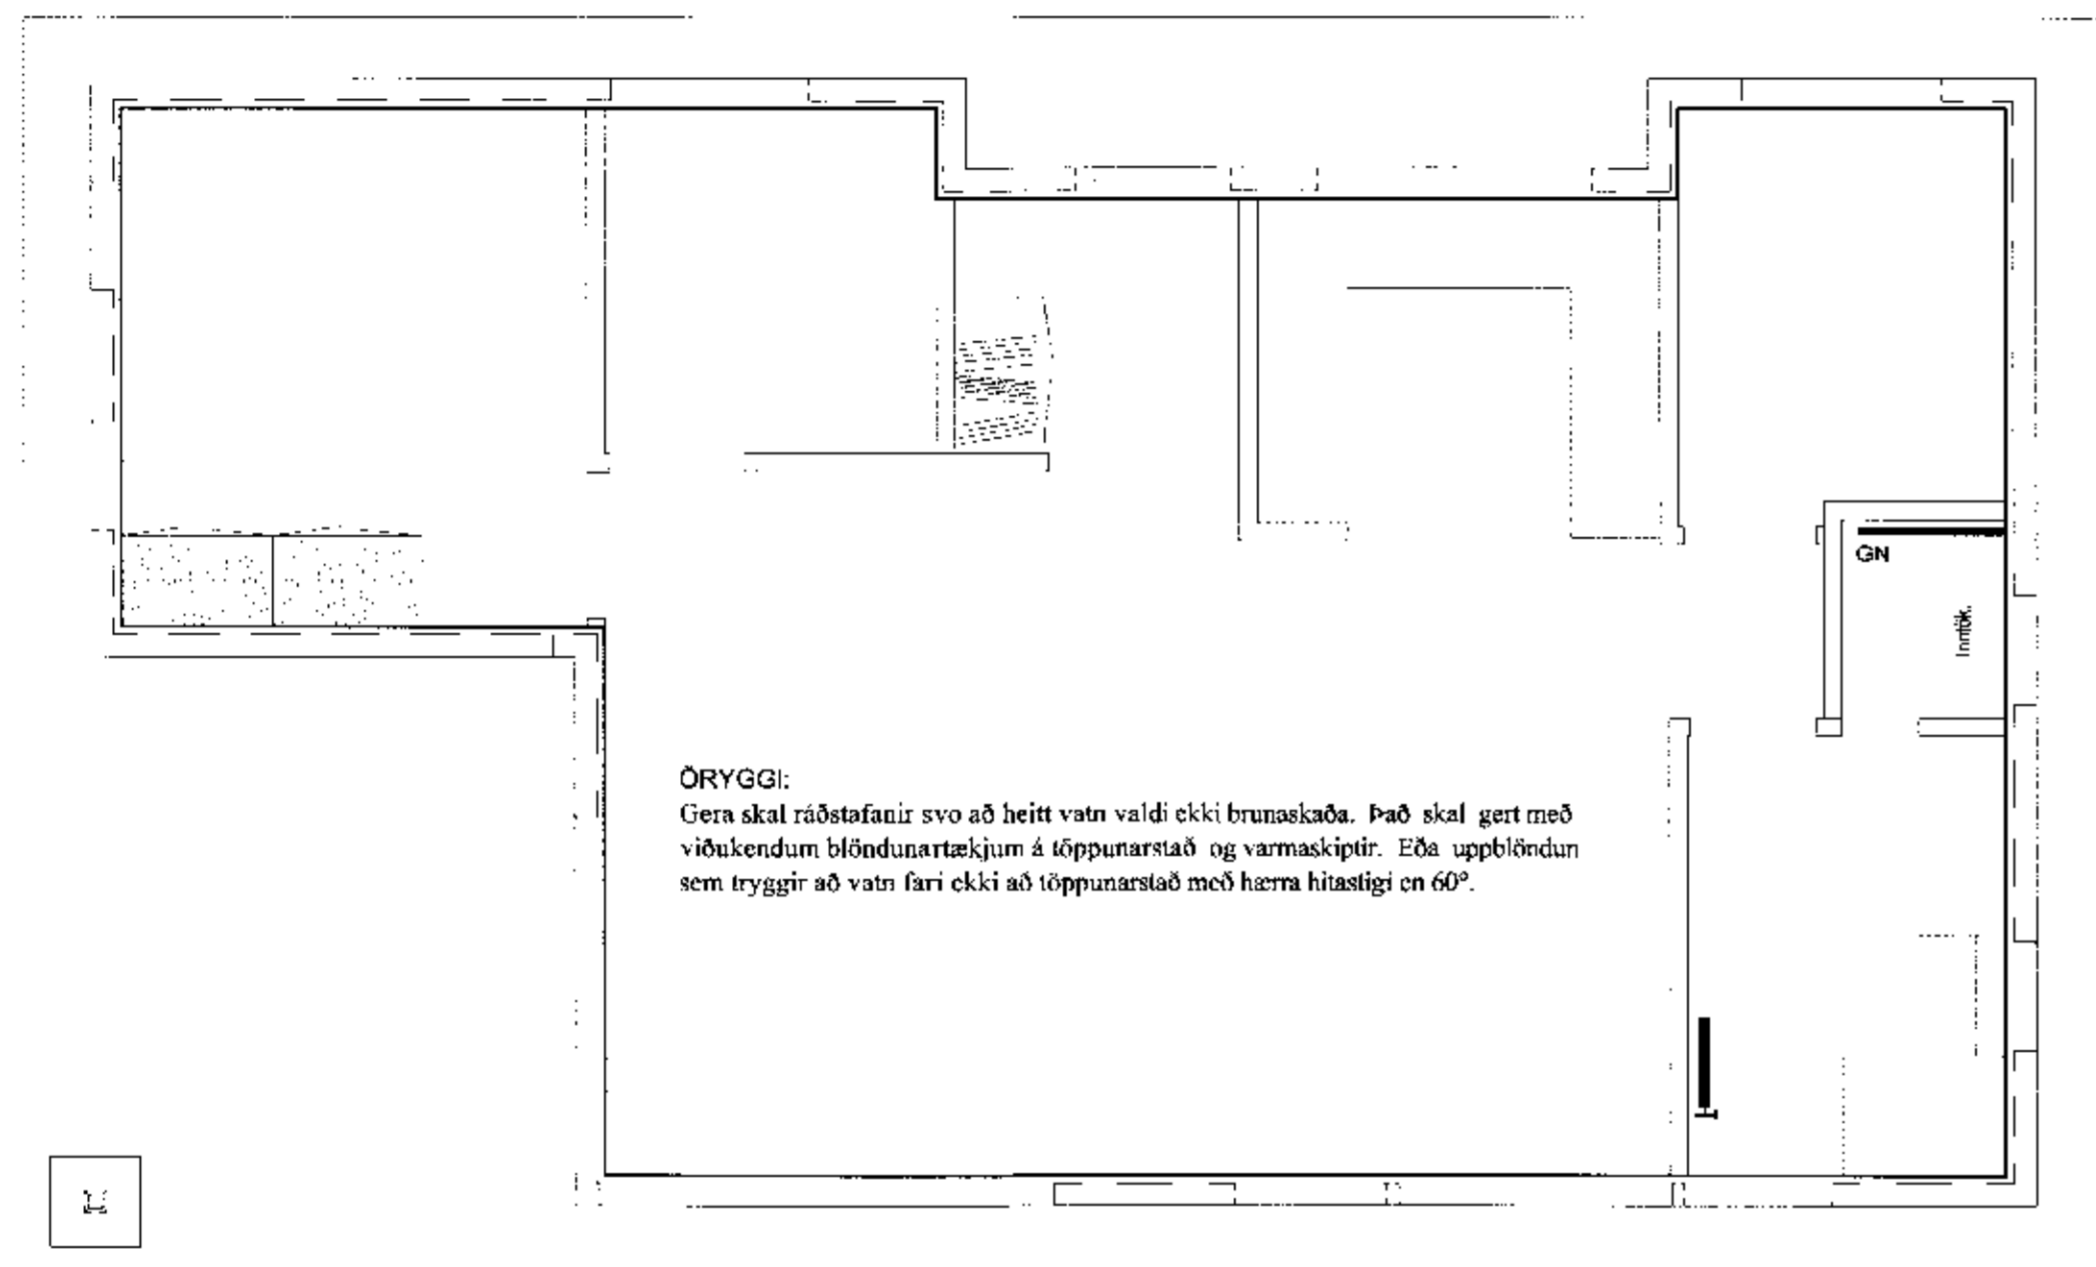 GN
Inntök.
ÖRYGGI:
Gera skal ráðstafanir svo að heitt vatn valdi ekki brunaskaða. Það skal gert með
viðukendum blöndunartækjum á töppunarstað og varmaskiptir. Eða uppblöndun
sem tryggir að vatn fari ekki að töppunarstað með hærra hitastigi en 60°.